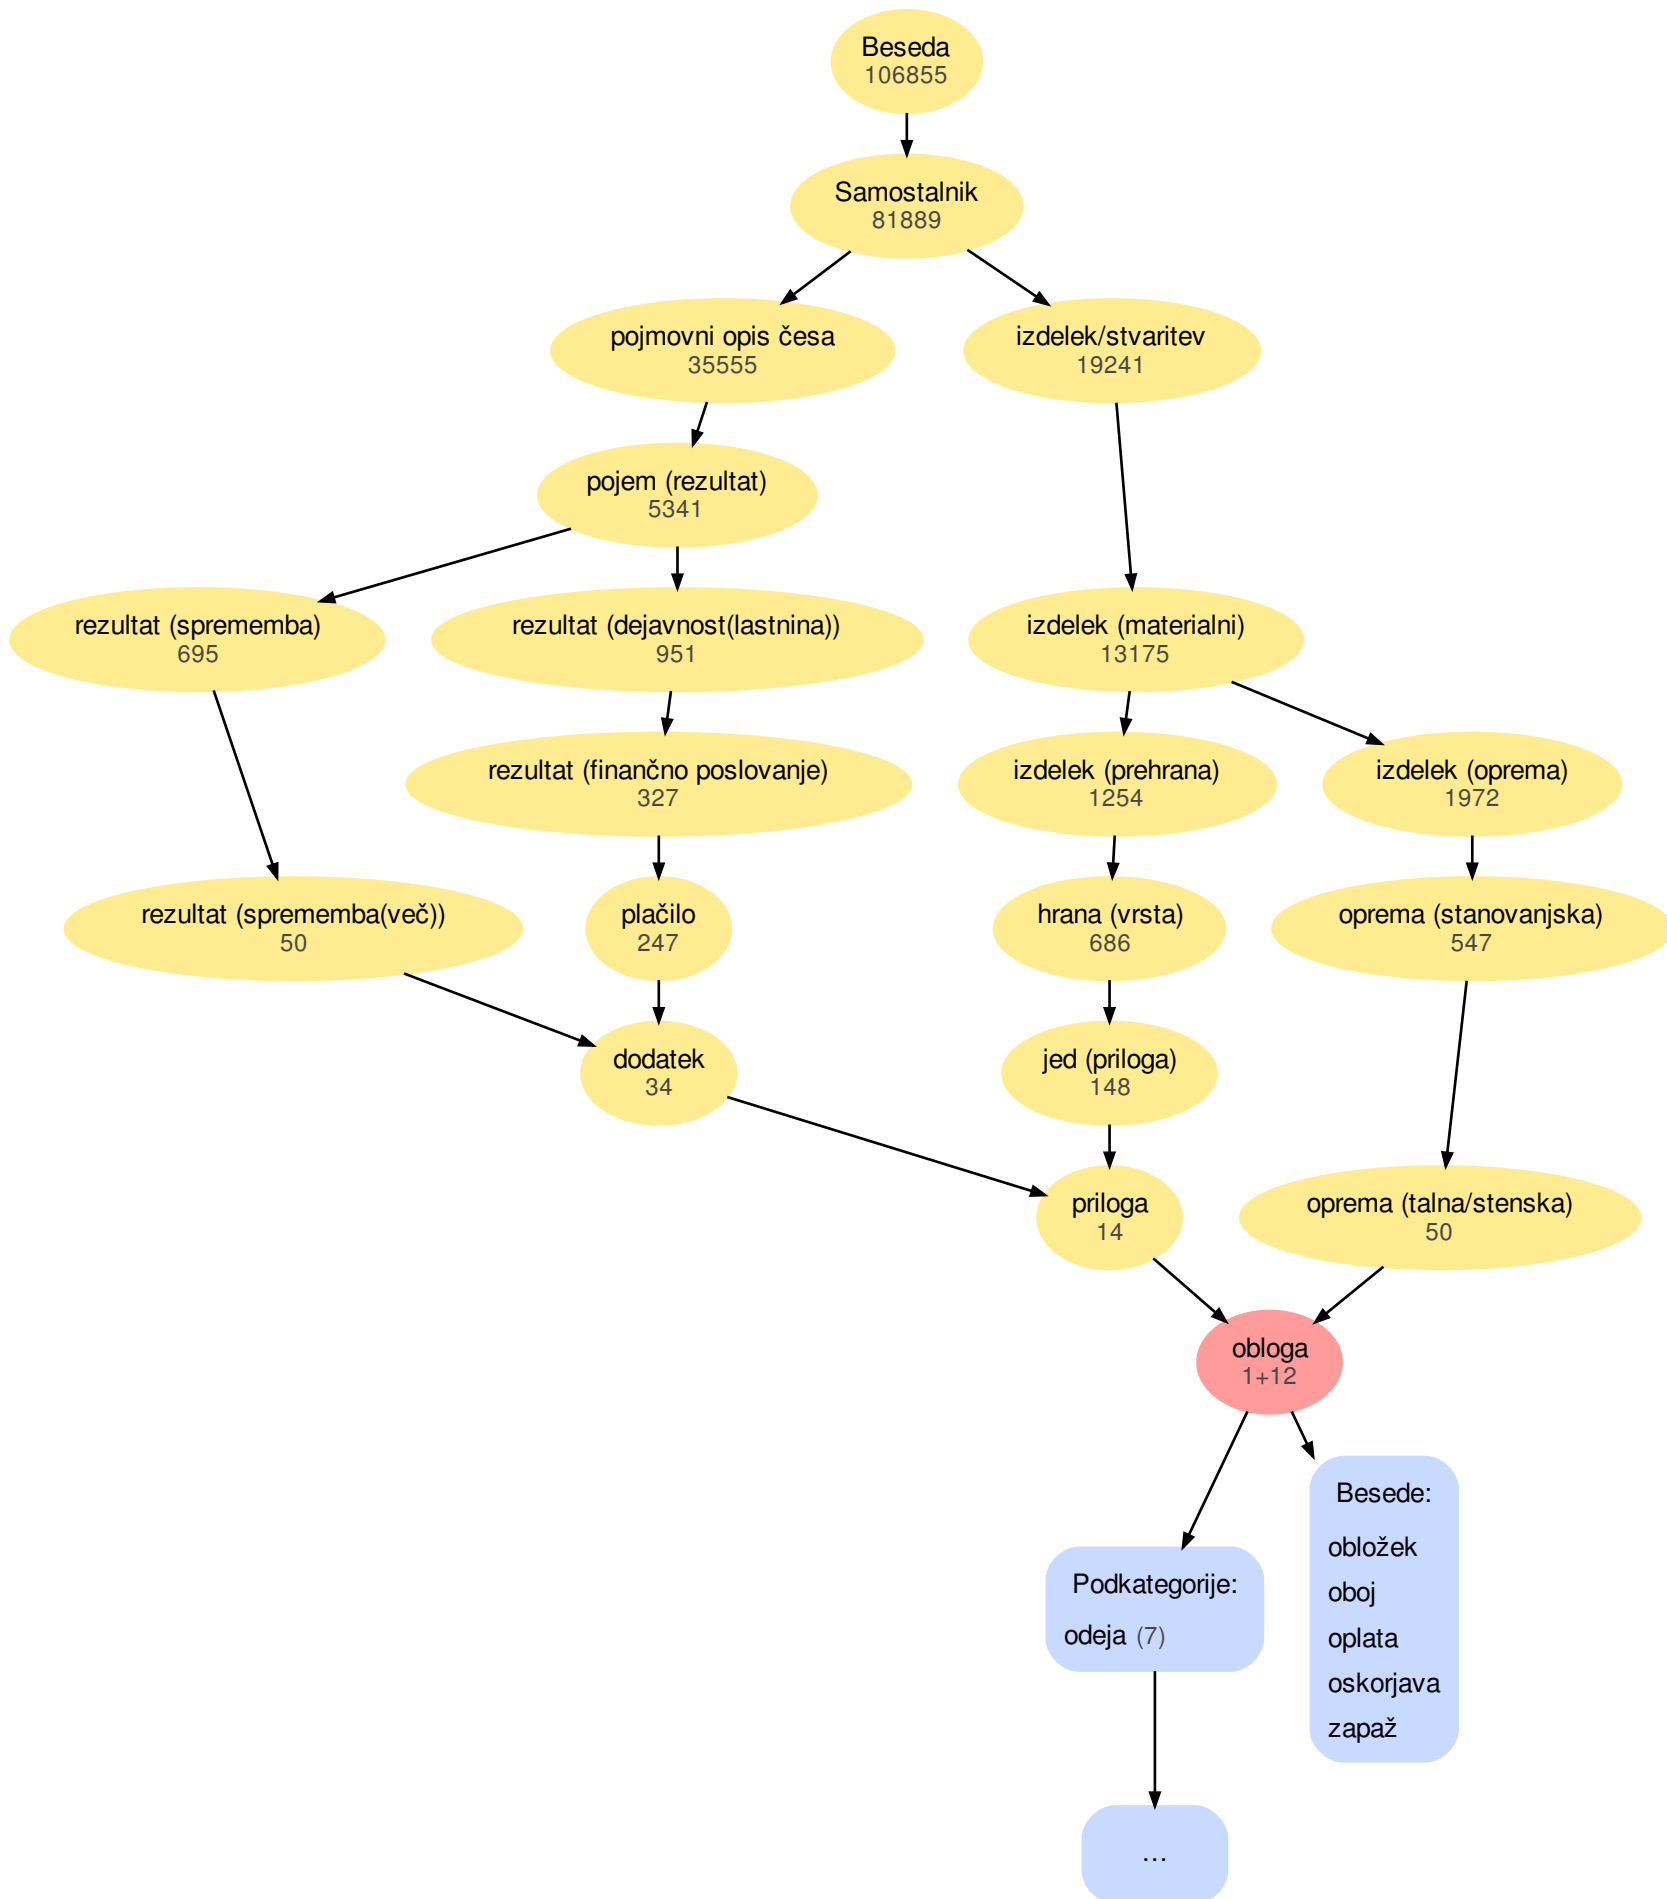 Beseda
106855
Samostalnik
81889
pojmovni opis česa
35555
izdelek/stvaritev
19241
pojem (rezultat)
5341
rezultat (sprememba)
695
rezultat (dejavnost(lastnina))
951
izdelek (materialni)
13175
rezultat (finančno poslovanje)
327
izdelek (prehrana)
1254
izdelek (oprema)
1972
rezultat (sprememba(več))
50
plačilo
247
hrana (vrsta)
686
oprema (stanovanjska)
547
dodatek
34
jed (priloga)
148
priloga
14
oprema (talna/stenska)
50
obloga
1+12
Besede:
obložek
oboj
oplata
oskorjava
zapaž
Podkategorije:
odeja (7)
...